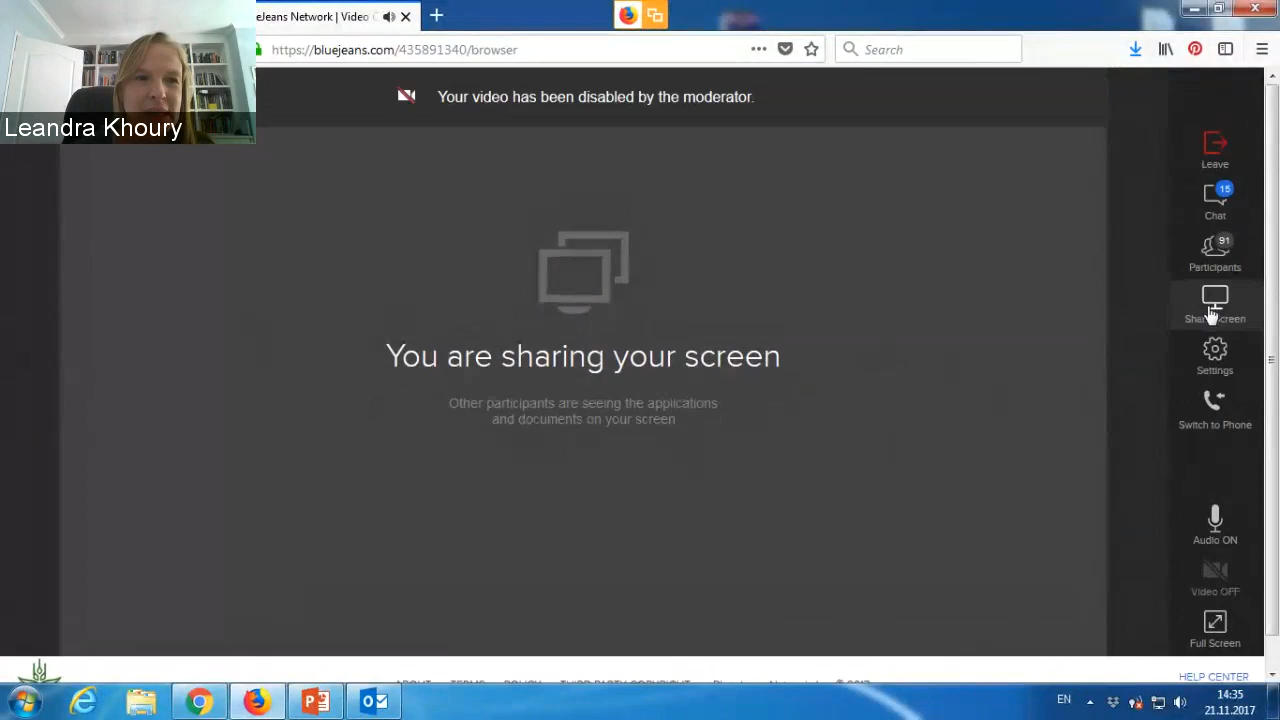 eJeans Network | Video C
https://bluejeans.com/435891340/browser
Search
Leandra Khoury
Your video has been disabled by the moderator.
Leave
15
Chat
91
Participants
You are sharing your screen
Other participants are seeing the applications
and documents on your screen
Screen
Settings
Switch to Phone
Audio ON
Video OFF
Full Screen
HELP CENTER
EN
14:35
21.11.2017